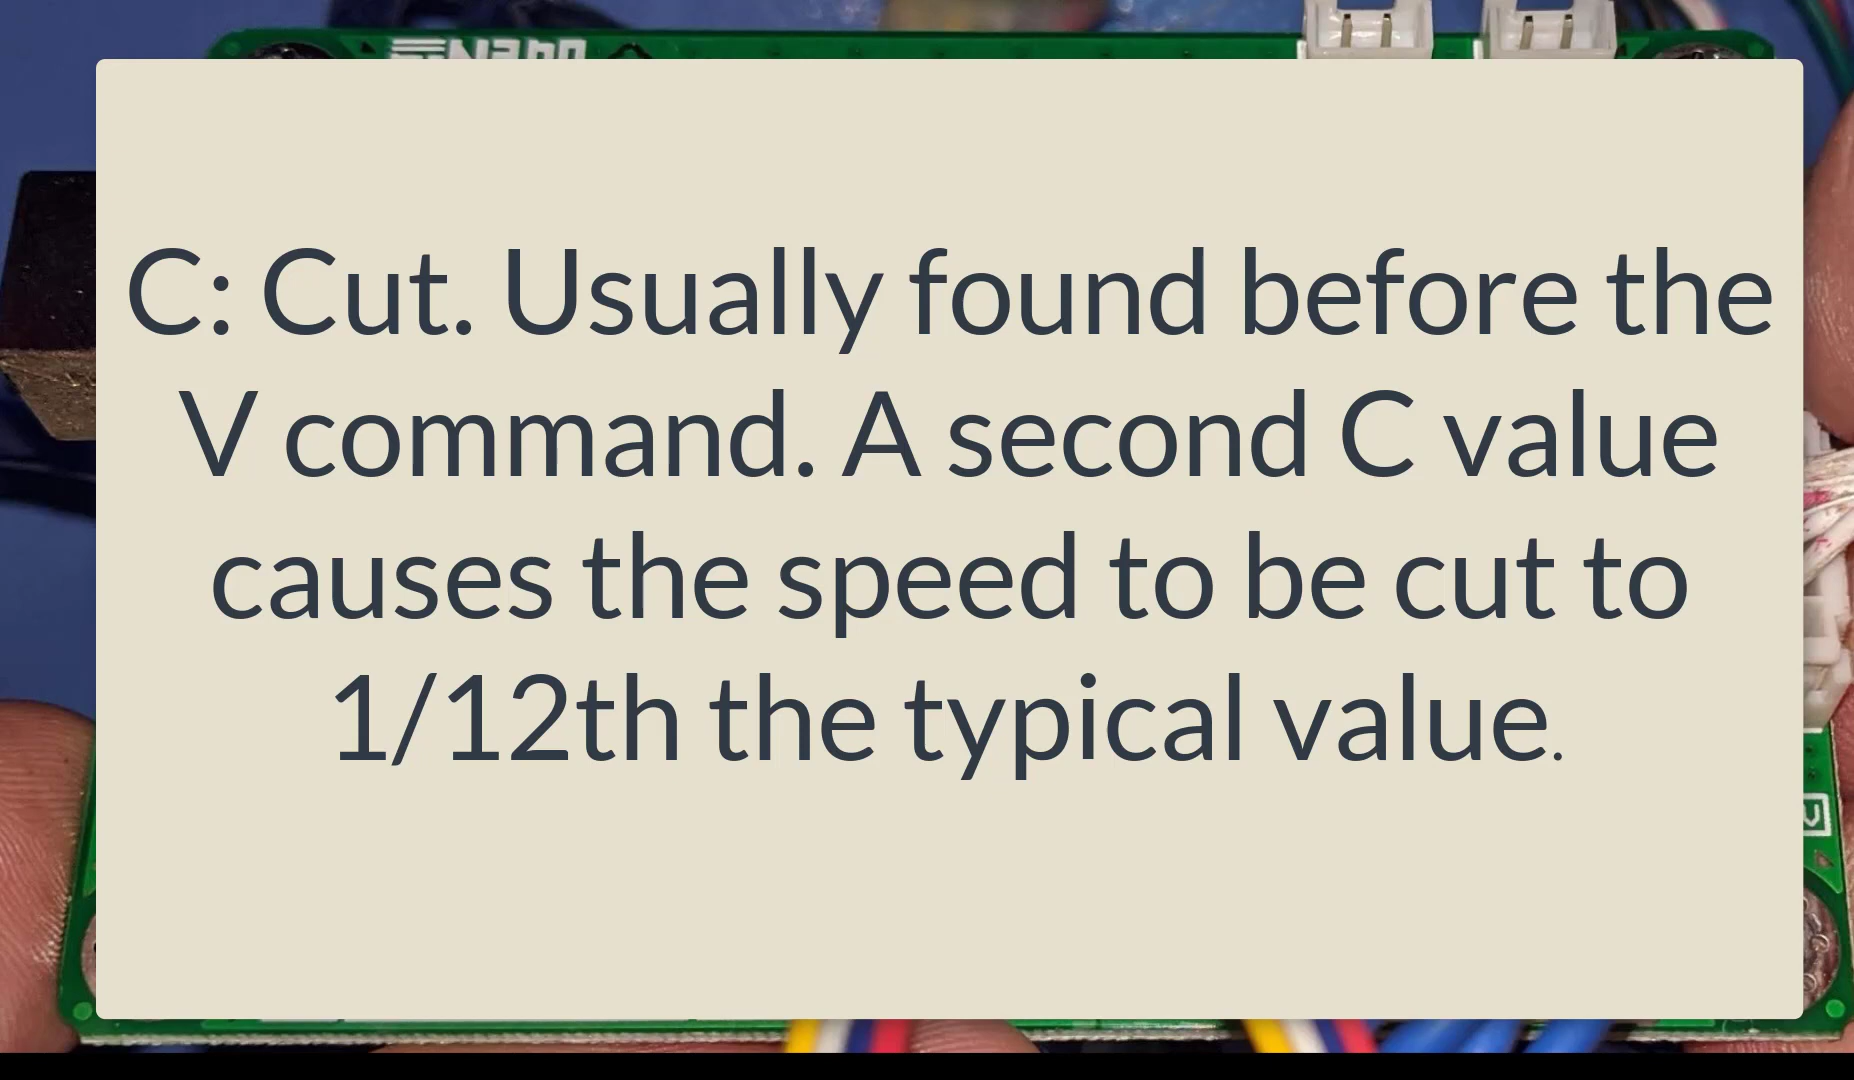 C: Cut. Usually found before the
V command. A second C value
causes the speed to be cut to
1/12th the typical value.